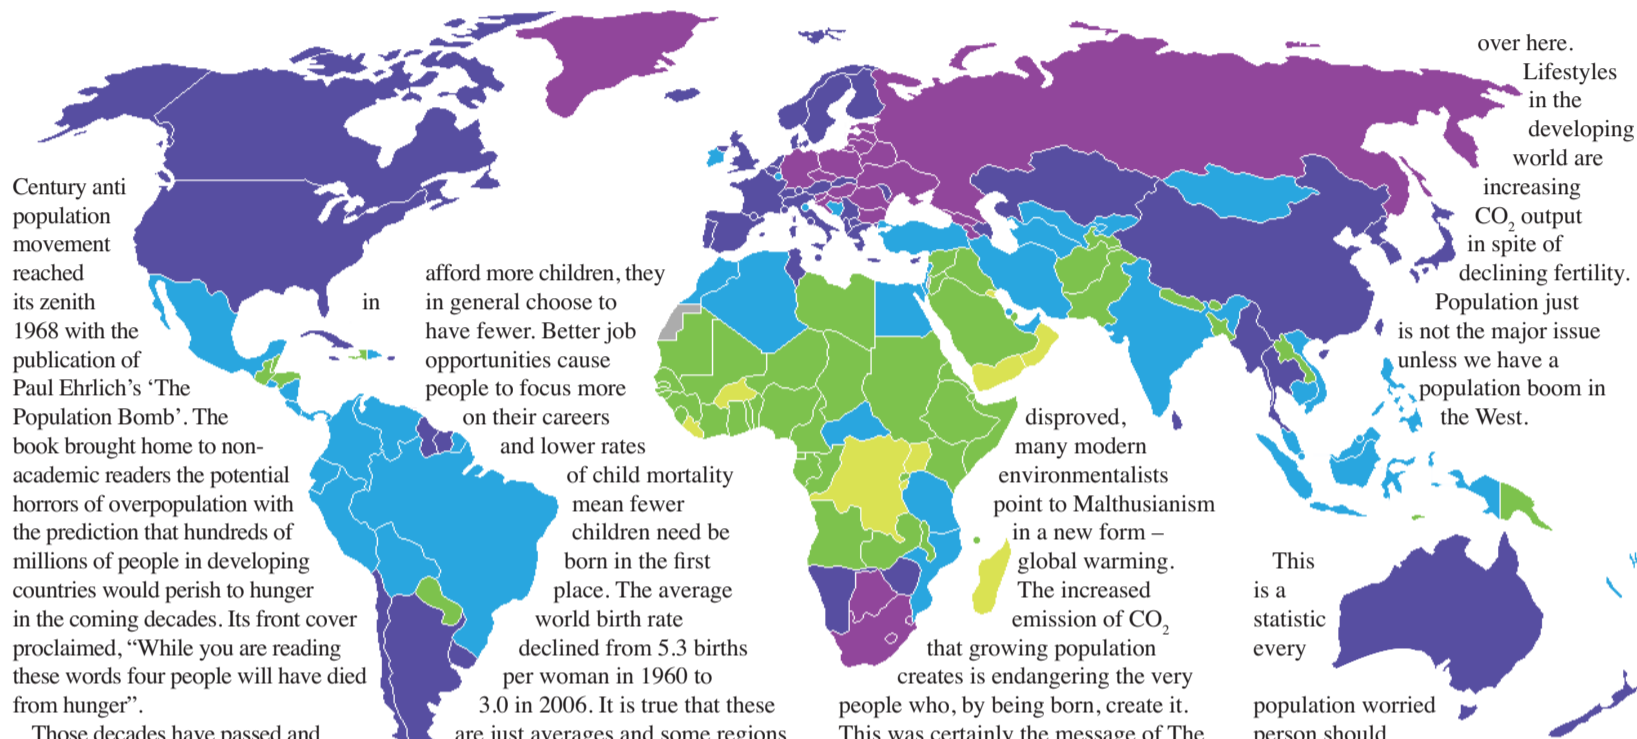 Century anti
population
movement
reached
its zenith in
1968 with the
publication of
Paul Ehrlich’s ‘The
Population Bomb’. The
book brought home to non-
academic readers the potential
horrors of overpopulation with
the prediction that hundreds of
millions of people in developing
countries would perish to hunger
in the coming decades. Its front cover
proclaimed, “While you are reading
these words four people will have died
from hunger”.
Those decades have passed and
afford more children, they
in general choose to
have fewer. Better job
opportunities cause
people to focus more
on their careers
and lower rates
of child mortality
mean fewer
children need be
born in the first
place. The average
world birth rate
declined from 5.3 births
per woman in 1960 to
3.0 in 2006. It is true that these
are just averages and some regions
disproved,
many modern
environmentalists
point to Malthusianism
in a new form –
global warming.
The increased
emission of CO₂
that growing population
creates is endangering the very
people who, by being born, create it.
This was certainly the message of The
This
is a
statistic
every
population worried
person should
over here.
Lifestyles
in the
developing
world are
increasing
CO₂ output
in spite of
declining fertility.
Population just
is not the major issue
unless we have a
population boom in
the West.